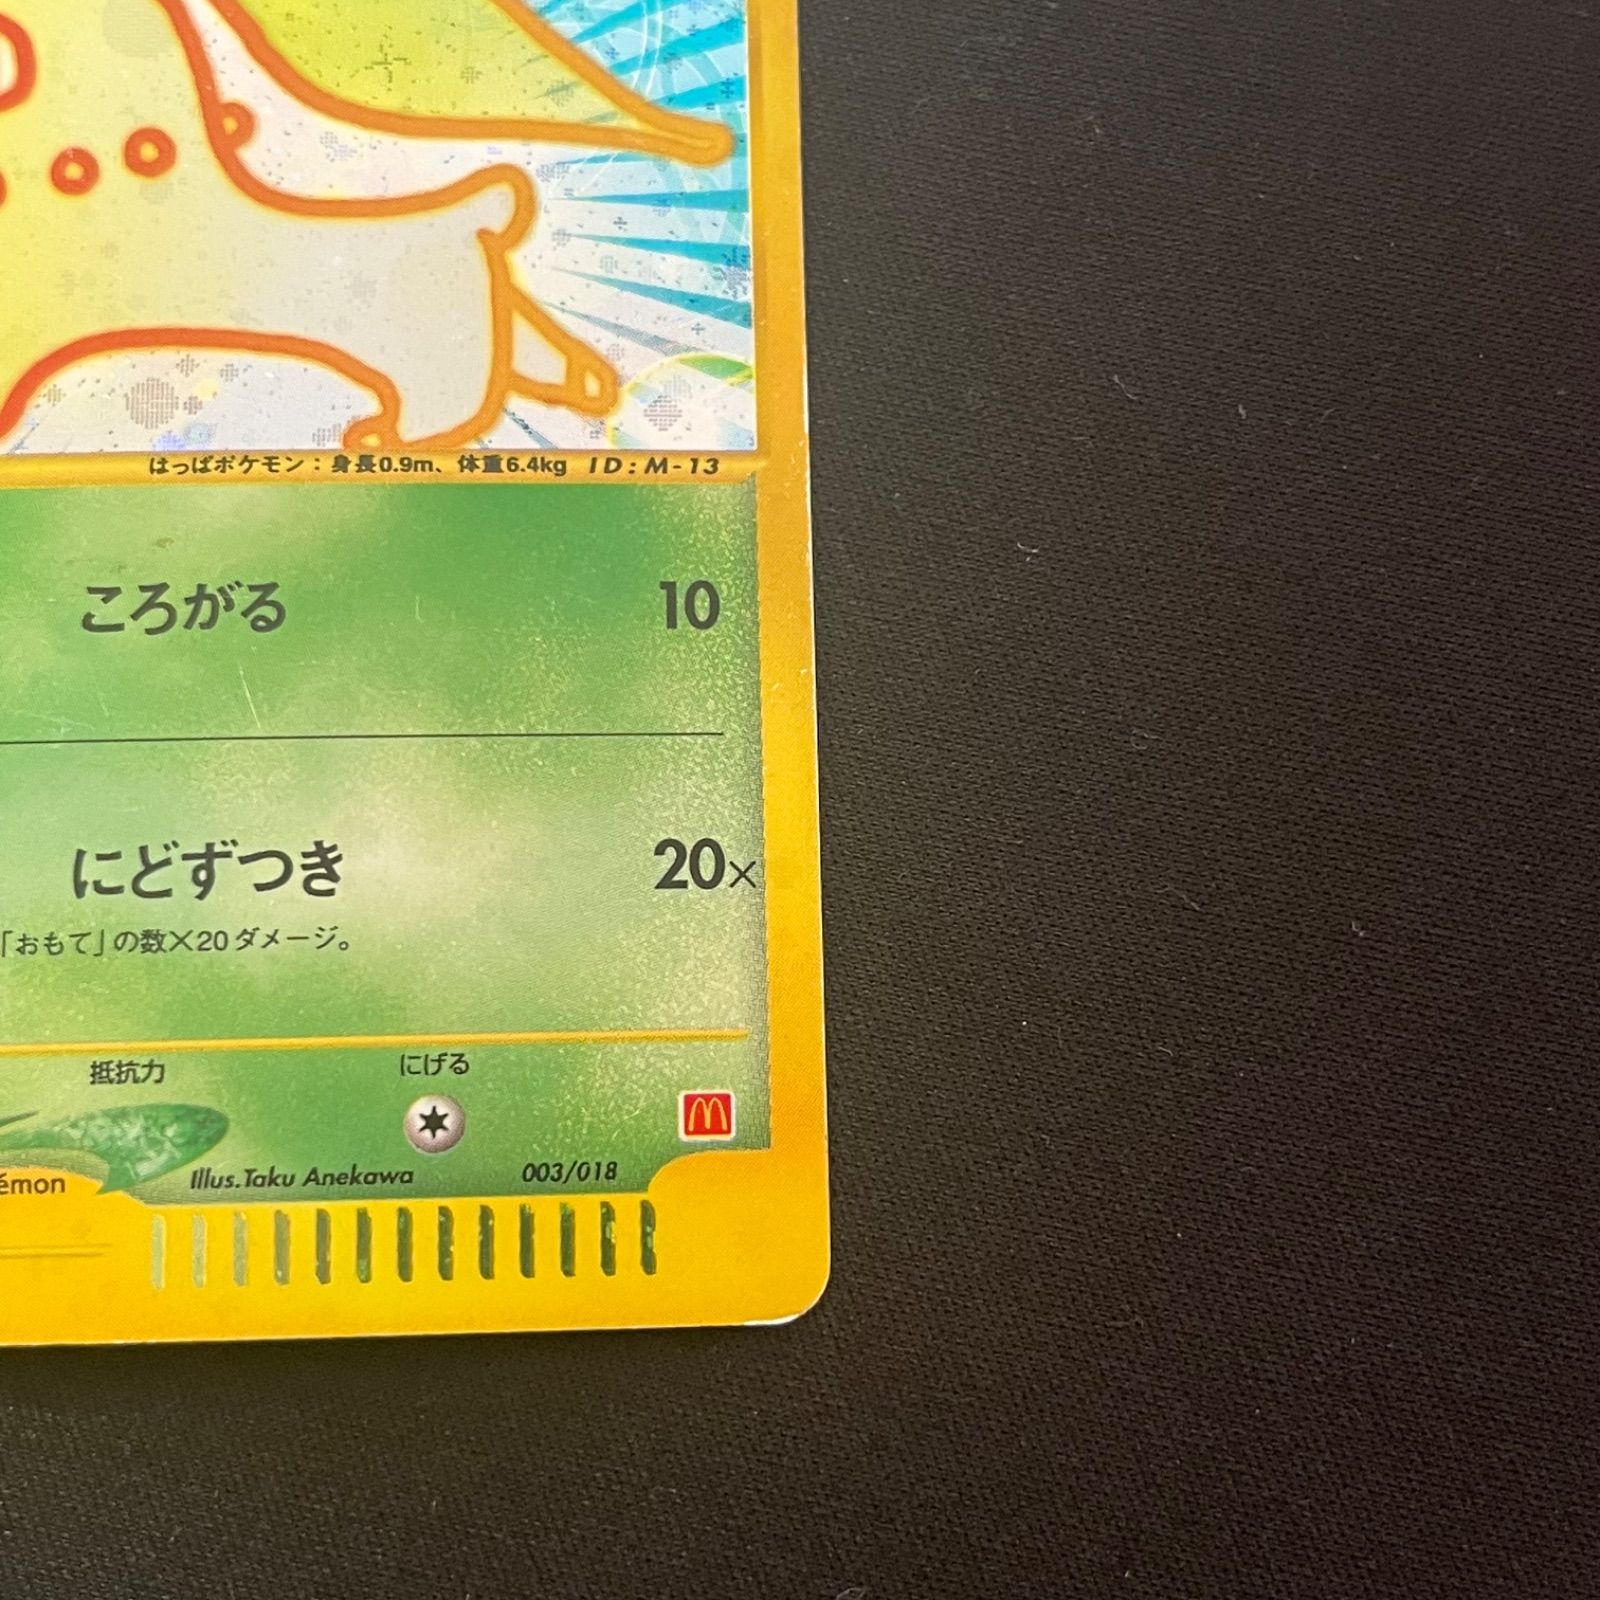 はっぱポケモン：身長0.9m、体重6.4kg ID:M-13
ころがる 10
にどずつき 20×
「おもて」の数×20ダメージ。
抵抗力 にげる
émon Illus.Taku Anekawa 003/018